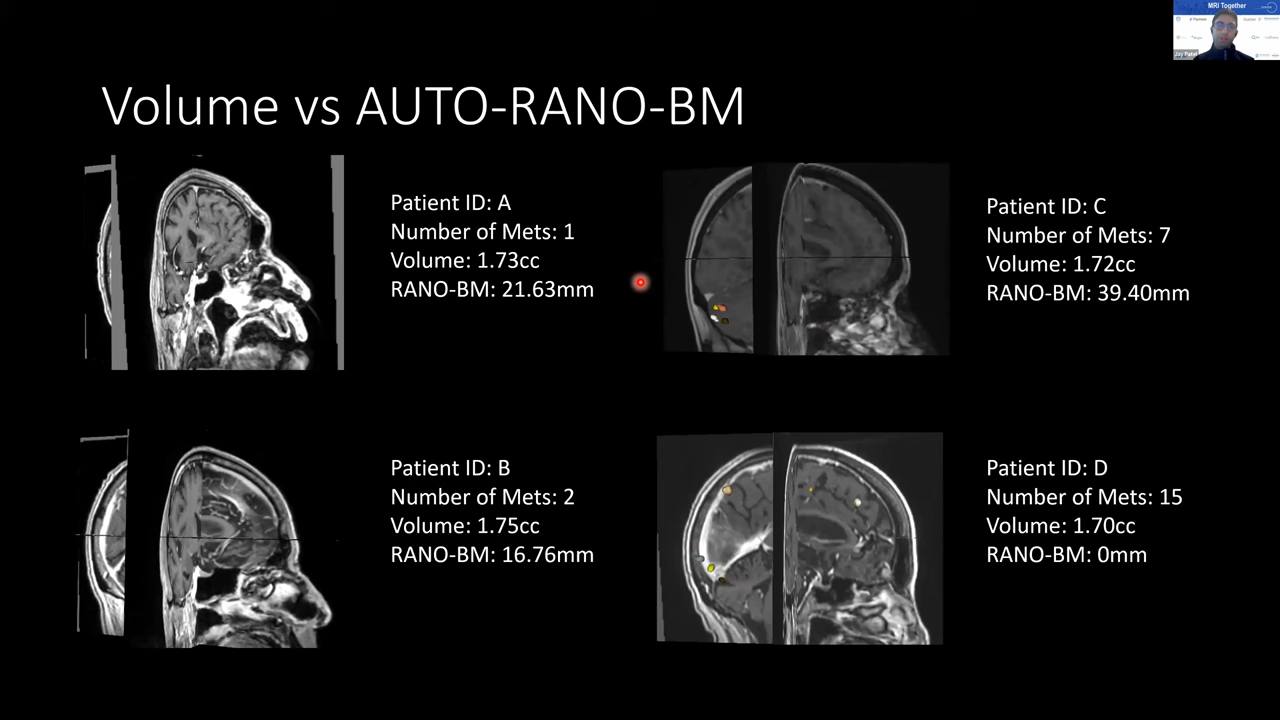 MRI Together
Jay Patel
Volume vs AUTO-RANO-BM
Patient ID: A
Number of Mets: 1
Volume: 1.73cc
RANO-BM: 21.63mm
Patient ID: C
Number of Mets: 7
Volume: 1.72cc
RANO-BM: 39.40mm
Patient ID: B
Number of Mets: 2
Volume: 1.75cc
RANO-BM: 16.76mm
Patient ID: D
Number of Mets: 15
Volume: 1.70cc
RANO-BM: 0mm